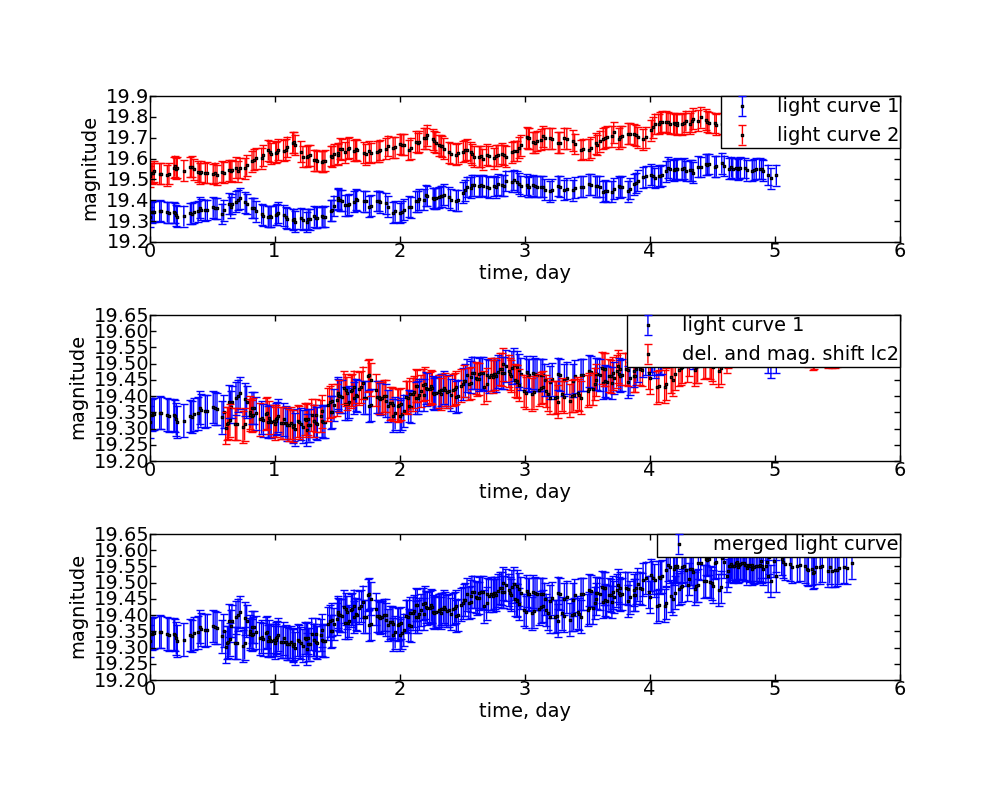 19.9
19.8
19.7
19.6
19.5
19.4
19.3
19.2
magnitude
light curve 1
light curve 2
0 1 2 3 4 5 6
time, day
19.65
19.60
19.55
19.50
19.45
19.40
19.35
19.30
19.25
19.20
magnitude
light curve 1
del. and mag. shift lc2
0 1 2 3 4 5 6
time, day
19.65
19.60
19.55
19.50
19.45
19.40
19.35
19.30
19.25
19.20
magnitude
merged light curve
0 1 2 3 4 5 6
time, day